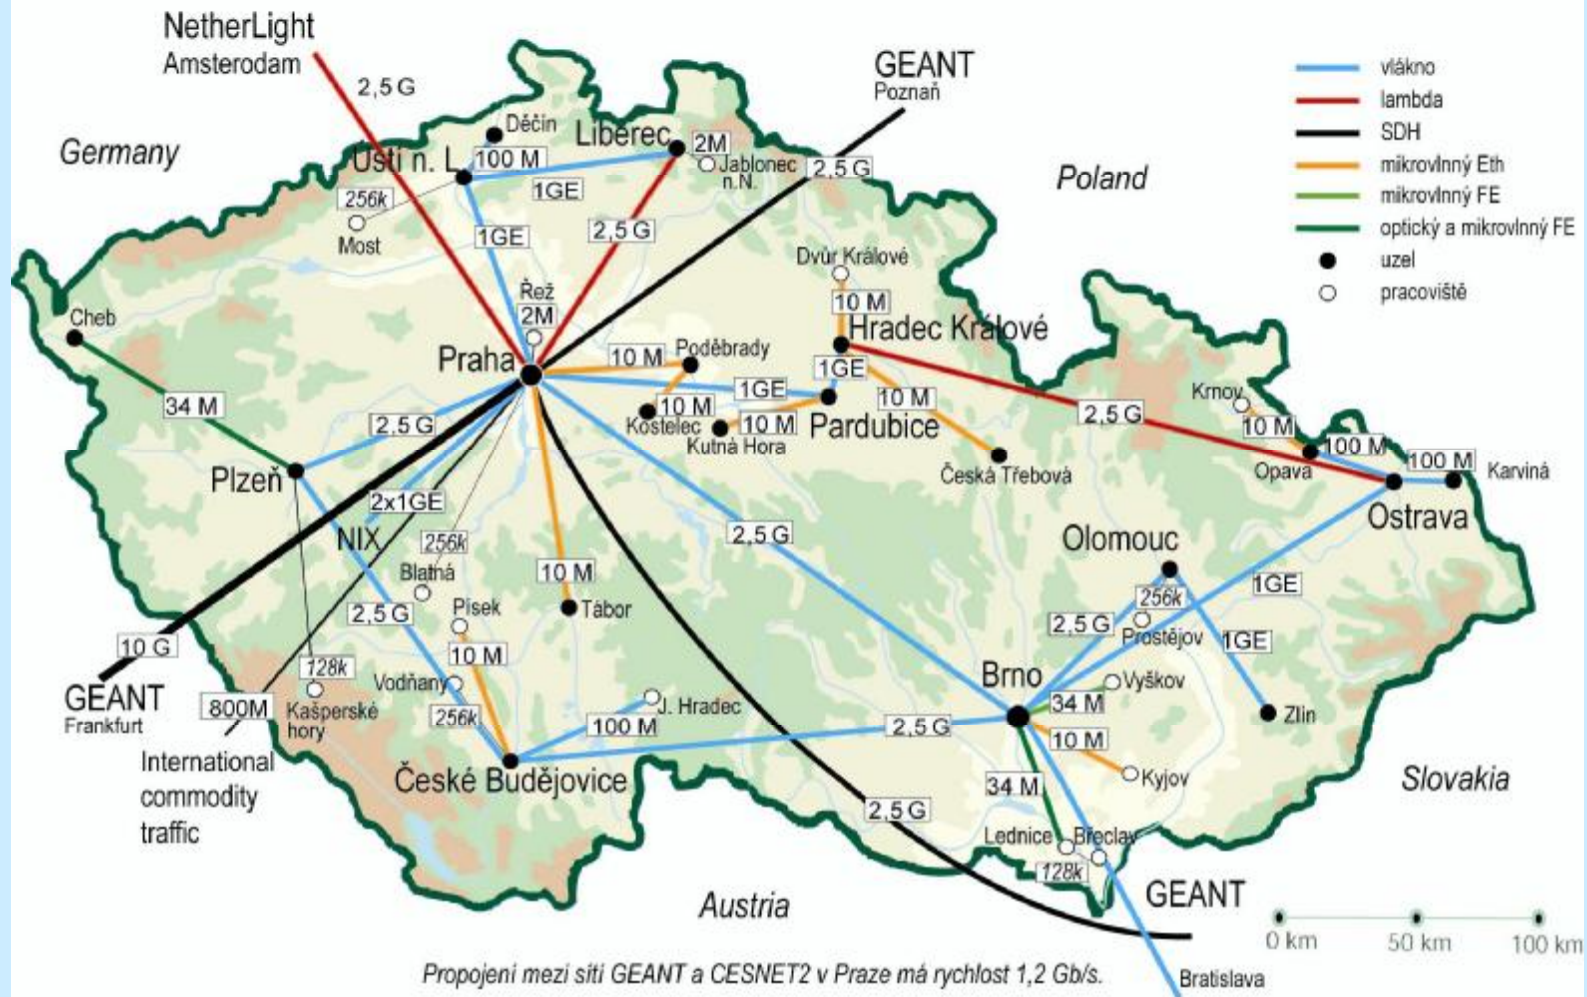 NetherLight
Amsterodam
2,5 G
GEANT
Poznaň
vlákno
lambda
SDH
mikrovlnný Eth
mikrovlnný FE
optický a mikrovlnný FE
uzel
pracoviště
Germany
Poland
Děčín
Liberec
2M
Jablonec
n.N.
2,5 G
Ústí n. L.
100 M
1GE
256k
Most
1GE
2,5 G
Dvůr Králové
10 M
Hradec Králové
Řež
2M
Cheb
Praha
10 M
Poděbrady
1GE
1GE
10 M
Kostelec
10 M
Kutná Hora
Pardubice
10 M
Česká Třebová
2,5 G
Krnov
10 M
Opava
100 M
100 M
Karviná
Ostrava
34 M
2,5 G
Plzeň
2x1GE
NIX
256k
Blatná
2,5 G
Olomouc
256k
Prostějov
2,5 G
1GE
1GE
Zlín
10 M
Tábor
Písek
2,5 G
10 M
Vodňany
256k
10 G
GEANT
Frankfurt
128k
Kašperské
hory
800M
International
commodity
traffic
J. Hradec
100 M
České Budějovice
2,5 G
Brno
Vyškov
34 M
10 M
Kyjov
34 M
Lednice
Břeclav
128k
2,5 G
Slovakia
Austria
GEANT
Bratislava
0 km
50 km
100 km
Propojení mezi sítí GEANT a CESNET2 v Praze má rychlost 1,2 Gb/s.